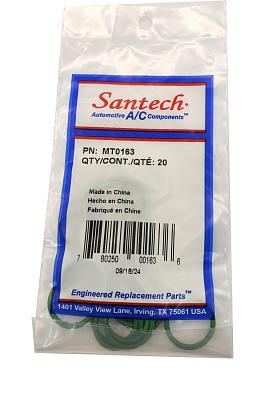 Santech
Automotive A/C Components™
PN: MT0163
QTY/CONT./QTÉ: 20
Made in China
Hecho en China
Fabriqué en Chine
7 80250 00163 6
09/18/24
Engineered Replacement Parts™
1401 Valley View Lane, Irving, TX 75061 USA